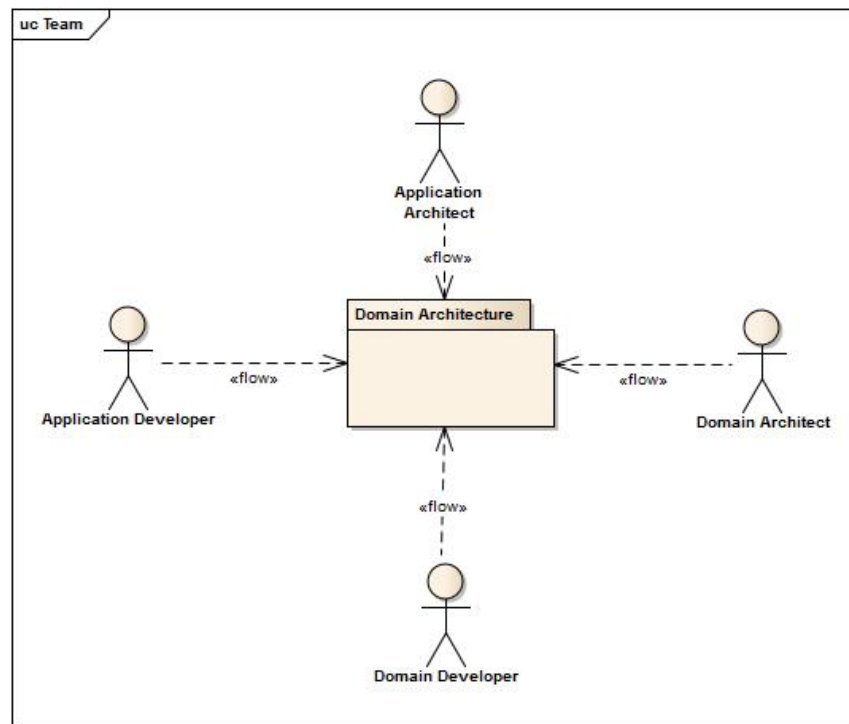 uc Team
Application
Architect
«flow»
Domain Architecture
«flow»
«flow»
Application Developer
Domain Architect
«flow»
Domain Developer